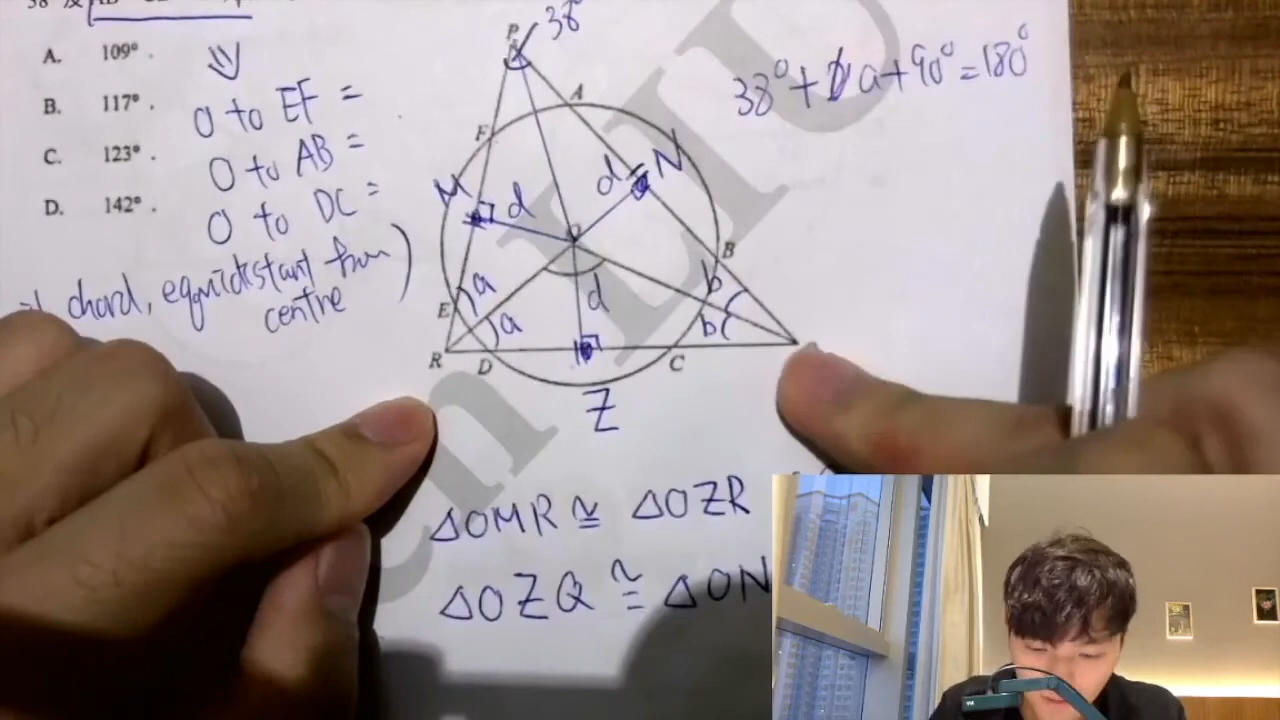 A. 109° .
B. 117° .
C. 123° .
D. 142° .
O to EF =
O to AB =
O to DC =
chord, equidistant from
centre
P
38°
38° + a + 90° = 180°
A
F
M
d
d
N
B
E
a
a
d
b
b
R
D
C
Z
△OMR ≅ △OZR
△OZQ ≅ △ON